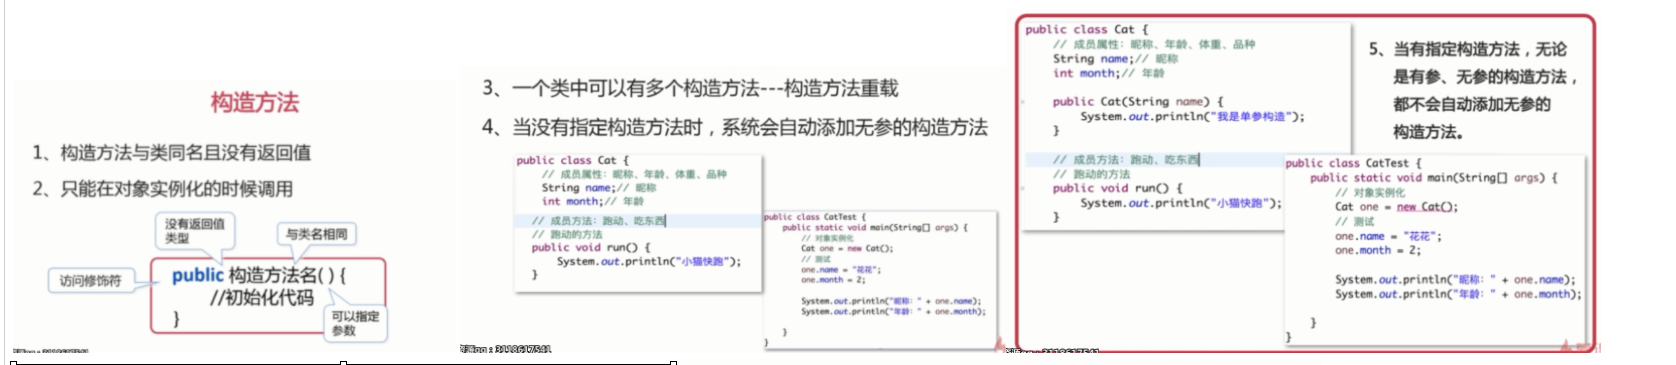 构造方法
1、构造方法与类同名且没有返回值
2、只能在对象实例化的时候调用
没有返回值
类型
与类名相同
访问修饰符
public 构造方法名( ) {
//初始化代码
}
可以指定
参数
3、一个类中可以有多个构造方法---构造方法重载
4、当没有指定构造方法时，系统会自动添加无参的构造方法
public class Cat {
// 成员属性：昵称、年龄、体重、品种
String name;// 昵称
int month;// 年龄
// 成员方法：跑动、吃东西
// 跑动的方法
public void run() {
System.out.println("小猫快跑");
}
public class CatTest {
public static void main(String[] args) {
// 对象实例化
Cat one = new Cat();
// 测试
one.name = "花花";
one.month = 2;
System.out.println("昵称：" + one.name);
System.out.println("年龄：" + one.month);
}
}
public class Cat {
// 成员属性：昵称、年龄、体重、品种
String name;// 昵称
int month;// 年龄
public Cat(String name) {
System.out.println("我是单参构造");
}
// 成员方法：跑动、吃东西
// 跑动的方法
public void run() {
System.out.println("小猫快跑");
}
5、当有指定构造方法，无论
是有参、无参的构造方法，
都不会自动添加无参的
构造方法。
public class CatTest {
public static void main(String[] args) {
// 对象实例化
Cat one = new Cat();
// 测试
one.name = "花花";
one.month = 2;
System.out.println("昵称：" + one.name);
System.out.println("年龄：" + one.month);
}
}